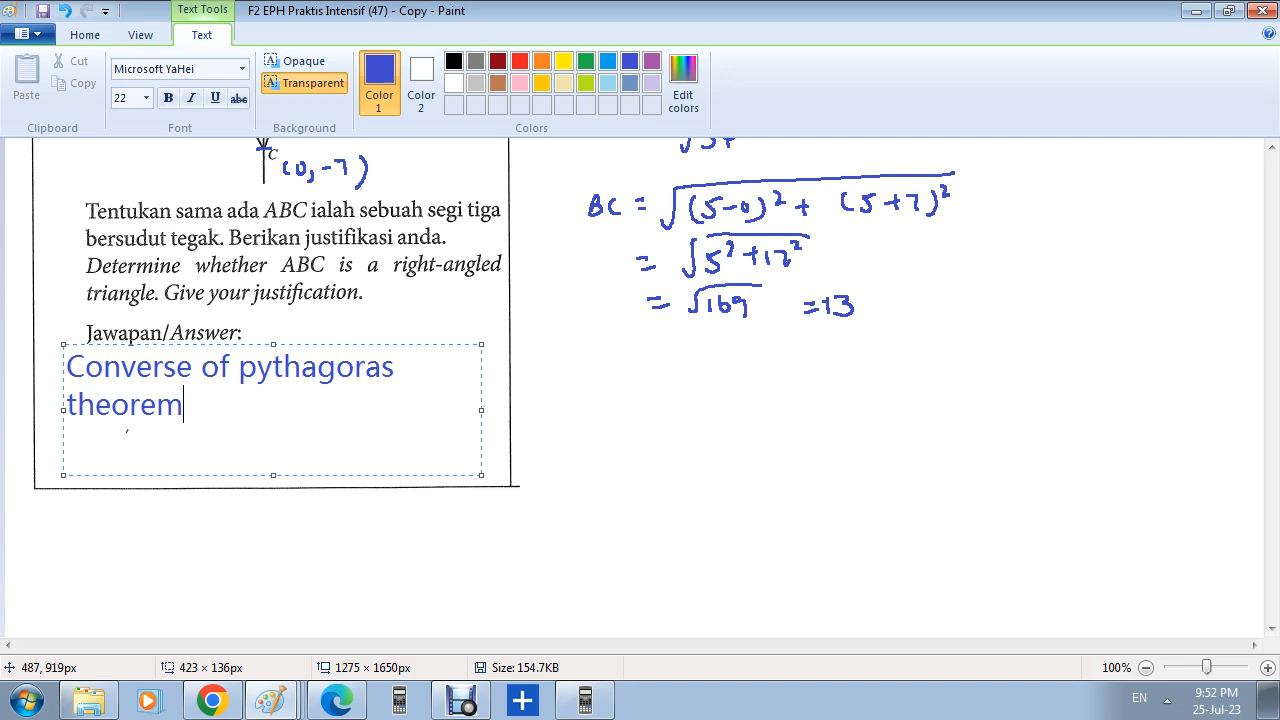 Text Tools
F2 EPH Praktis Intensif (47) - Copy - Paint
Home View Text
Paste
Cut
Copy
Clipboard
Microsoft YaHei
22 B I U abc
Font
Opaque
Transparent
Background
Color 1
Color 2
Edit colors
Colors
C
(0, -7)
Tentukan sama ada ABC ialah sebuah segi tiga
bersudut tegak. Berikan justifikasi anda.
Determine whether ABC is a right-angled
triangle. Give your justification.
Jawapan/Answer:
Converse of pythagoras
theorem
BC = √(5-0)² + (5+7)²
= √5² +12²
= √169 =13
487, 919px 423 × 136px 1275 × 1650px Size: 154.7KB 100%
EN 9:52 PM
25-Jul-23